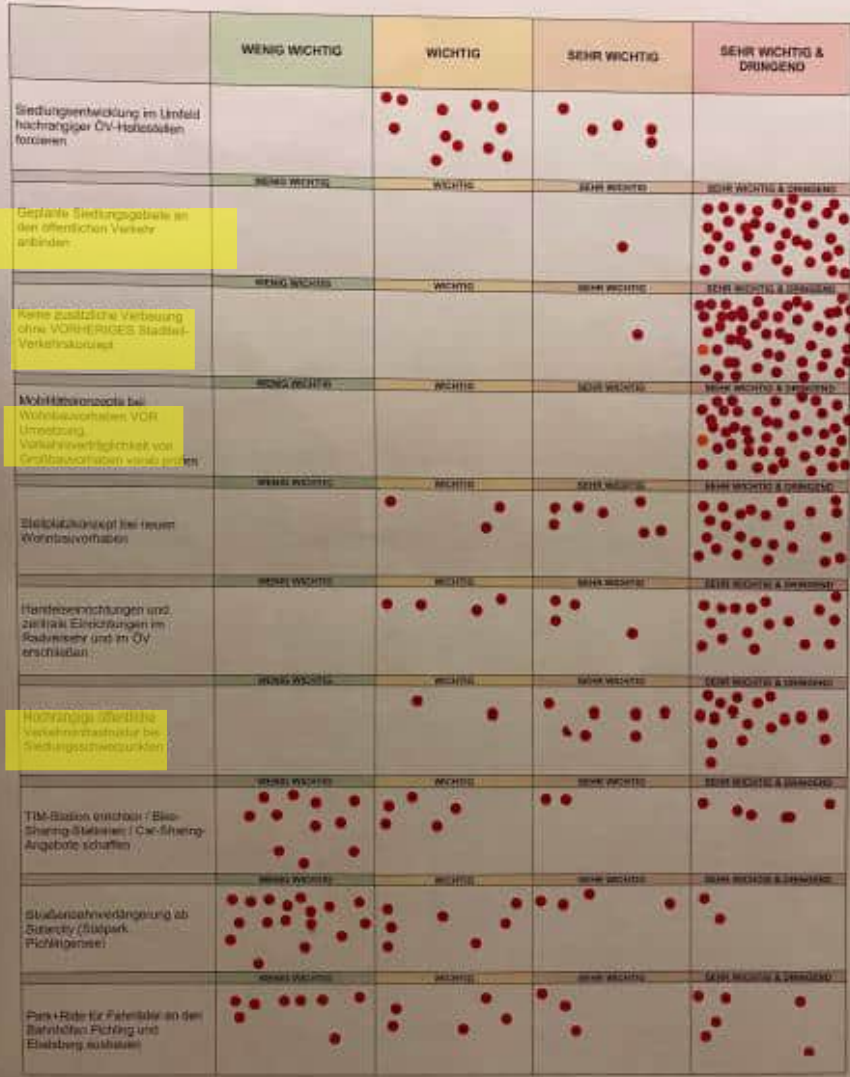 WENIG WICHTIG
WICHTIG
SEHR WICHTIG
SEHR WICHTIG &
DRINGEND
Siedlungsentwicklung im Umfeld
hochrangiger ÖV-Haltestellen
forcieren
WENIG WICHTIG
WICHTIG
SEHR WICHTIG
SEHR WICHTIG & DRINGEND
Geplante Siedlungsgebiete an
den öffentlichen Verkehr
anbinden
WENIG WICHTIG
WICHTIG
SEHR WICHTIG
SEHR WICHTIG & DRINGEND
Keine zusätzliche Verbauung
ohne VORHERIGES Stadtteil-
Verkehrskonzept
WENIG WICHTIG
WICHTIG
SEHR WICHTIG
SEHR WICHTIG & DRINGEND
Mobilitätskonzepte bei
Wohnbauvorhaben VOR
Umsetzung,
Verkehrsverträglichkeit von
Großbauvorhaben vorab prüfen
WENIG WICHTIG
WICHTIG
SEHR WICHTIG
SEHR WICHTIG & DRINGEND
Stellplatzkonzept bei neuen
Wohnbauvorhaben
WENIG WICHTIG
WICHTIG
SEHR WICHTIG
SEHR WICHTIG & DRINGEND
Handelseinrichtungen und
zentrale Einrichtungen im
Radverkehr und im ÖV
erschließen
WENIG WICHTIG
WICHTIG
SEHR WICHTIG
SEHR WICHTIG & DRINGEND
Hochrangige öffentliche
Verkehrsinfrastruktur bei
Siedlungsschwerpunkten
WENIG WICHTIG
WICHTIG
SEHR WICHTIG
SEHR WICHTIG & DRINGEND
TIM-Station errichten / Bike-
Sharing-Stationen / Car-Sharing-
Angebote schaffen
WENIG WICHTIG
WICHTIG
SEHR WICHTIG
SEHR WICHTIG & DRINGEND
Straßenbahnverlängerung ab
Solarcity (Südpark,
Pichlingersee)
WENIG WICHTIG
WICHTIG
SEHR WICHTIG
SEHR WICHTIG & DRINGEND
Park+Ride für Fahrräder an den
Bahnhöfen Pichling und
Ebelsberg ausbauen